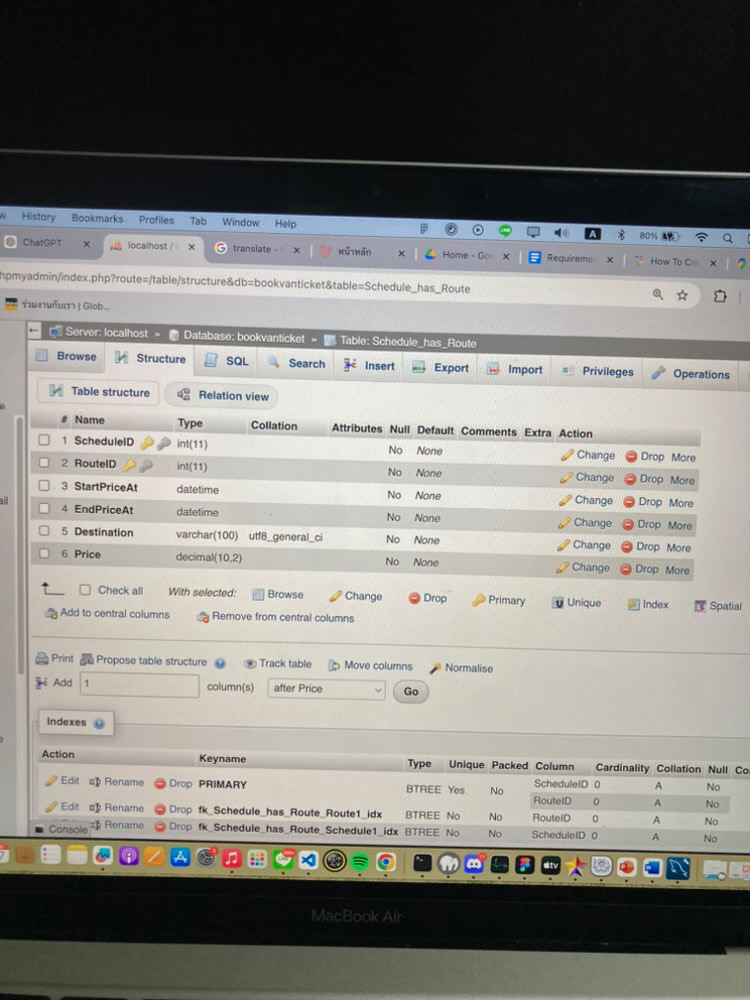 History Bookmarks Profiles Tab Window Help
80%
ChatGPT
localhost /
translate -
หน้าหลัก
Home - Goo
Requireme
How To Cre
hpmyadmin/index.php?route=/table/structure&db=bookvanticket&table=Schedule_has_Route
ร่วมงานกับเรา | Glob...
Server: localhost » Database: bookvanticket » Table: Schedule_has_Route
Browse Structure SQL Search Insert Export Import Privileges Operations
Table structure Relation view
# Name Type Collation Attributes Null Default Comments Extra Action
1 ScheduleID int(11) No None Change Drop More
2 RouteID int(11) No None Change Drop More
3 StartPriceAt datetime No None Change Drop More
4 EndPriceAt datetime No None Change Drop More
5 Destination varchar(100) utf8_general_ci No None Change Drop More
6 Price decimal(10,2) No None Change Drop More
Check all With selected: Browse Change Drop Primary Unique Index Spatial
Add to central columns Remove from central columns
Print Propose table structure Track table Move columns Normalise
Add 1 column(s) after Price Go
Indexes
Action Keyname Type Unique Packed Column Cardinality Collation Null Co
Edit Rename Drop PRIMARY BTREE Yes No ScheduleID 0 A No
RouteID 0 A No
Edit Rename Drop fk_Schedule_has_Route_Route1_idx BTREE No No RouteID 0 A No
Console Rename Drop fk_Schedule_has_Route_Schedule1_idx BTREE No No ScheduleID 0 A No
MacBook Air